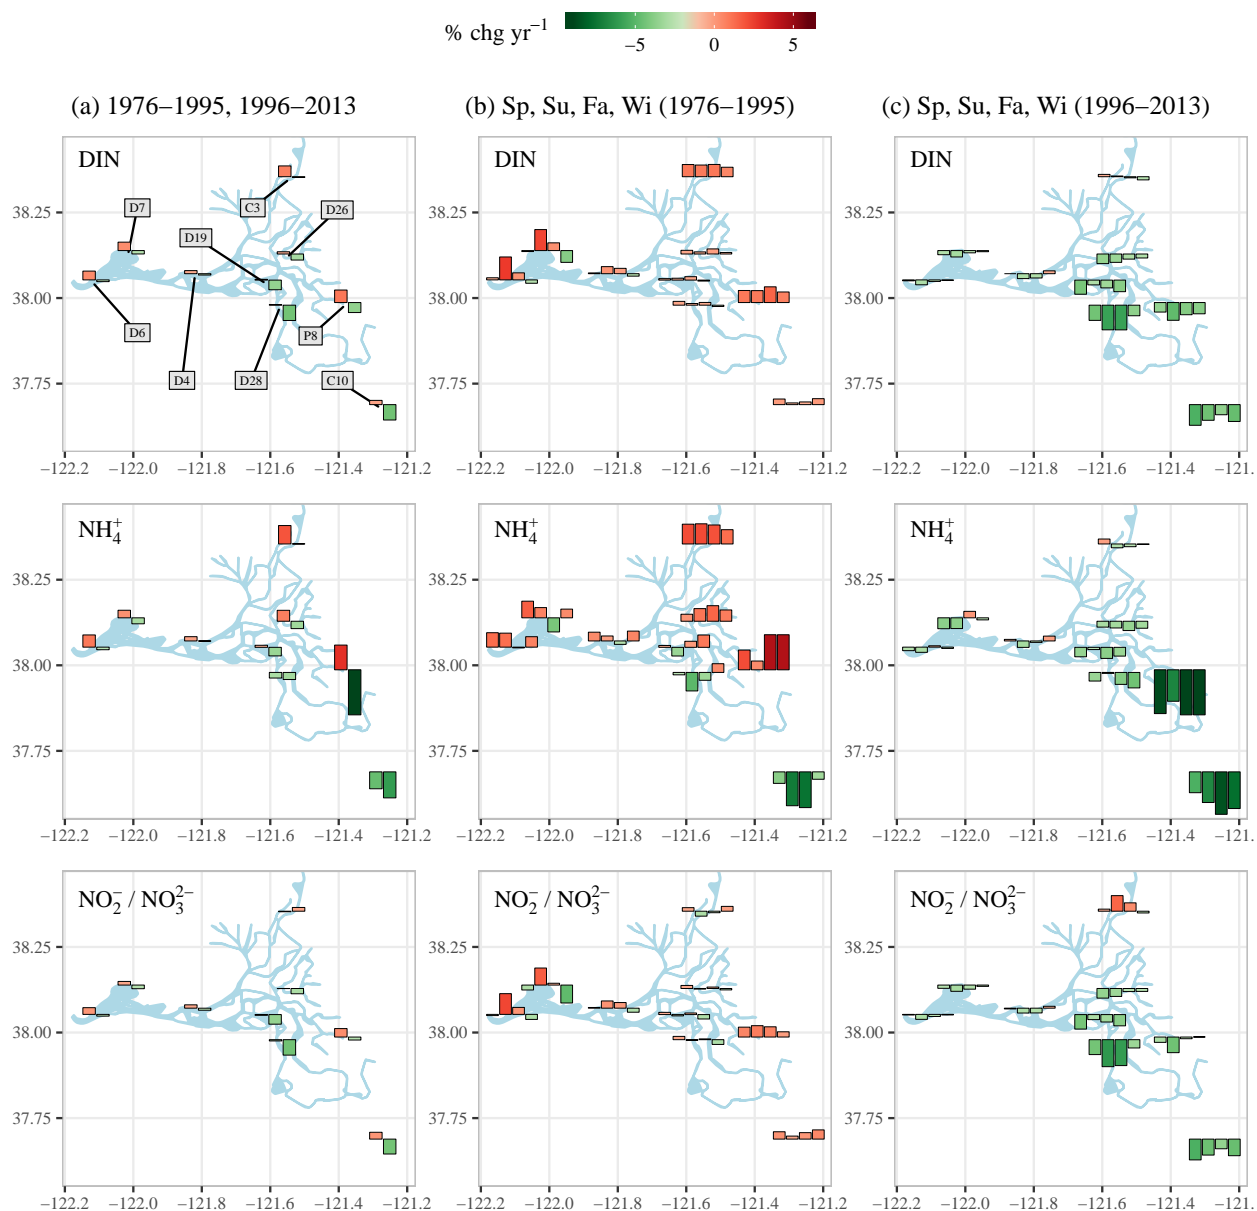 % chg yr⁻¹
−5 0 5
(a) 1976–1995, 1996–2013
(b) Sp, Su, Fa, Wi (1976–1995)
(c) Sp, Su, Fa, Wi (1996–2013)
DIN
D7
C3
D26
D19
D6
P8
D4
D28
C10
38.25
38.00
37.75
−122.2 −122.0 −121.8 −121.6 −121.4 −121.2
DIN
38.25
38.00
37.75
−122.2 −122.0 −121.8 −121.6 −121.4 −121.2
DIN
38.25
38.00
37.75
−122.2 −122.0 −121.8 −121.6 −121.4 −121.
NH₄⁺
38.25
38.00
37.75
−122.2 −122.0 −121.8 −121.6 −121.4 −121.2
NH₄⁺
38.25
38.00
37.75
−122.2 −122.0 −121.8 −121.6 −121.4 −121.2
NH₄⁺
38.25
38.00
37.75
−122.2 −122.0 −121.8 −121.6 −121.4 −121.
NO₂⁻ / NO₃²⁻
38.25
38.00
37.75
−122.2 −122.0 −121.8 −121.6 −121.4 −121.2
NO₂⁻ / NO₃²⁻
38.25
38.00
37.75
−122.2 −122.0 −121.8 −121.6 −121.4 −121.2
NO₂⁻ / NO₃²⁻
38.25
38.00
37.75
−122.2 −122.0 −121.8 −121.6 −121.4 −121.